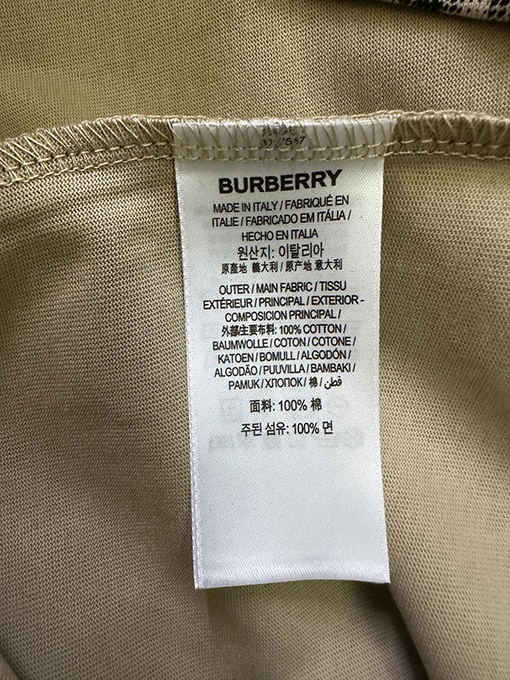 BURBERRY
MADE IN ITALY / FABRIQUÉ EN
ITALIE / FABRICADO EM ITÁLIA /
HECHO EN ITALIA
원산지: 이탈리아
原產地 義大利 / 原产地 意大利
OUTER / MAIN FABRIC / TISSU
EXTÉRIEUR / PRINCIPAL / EXTERIOR -
COMPOSICION PRINCIPAL /
外部主要布料: 100% COTTON /
BAUMWOLLE / COTON / COTONE /
KATOEN / BOMULL / ALGODÓN /
ALGODÃO / PUUVILLA / BAMBAKI /
PAMUK / ХЛОПОК / 棉 / قطن /
面料: 100% 棉
주된 섬유: 100% 면